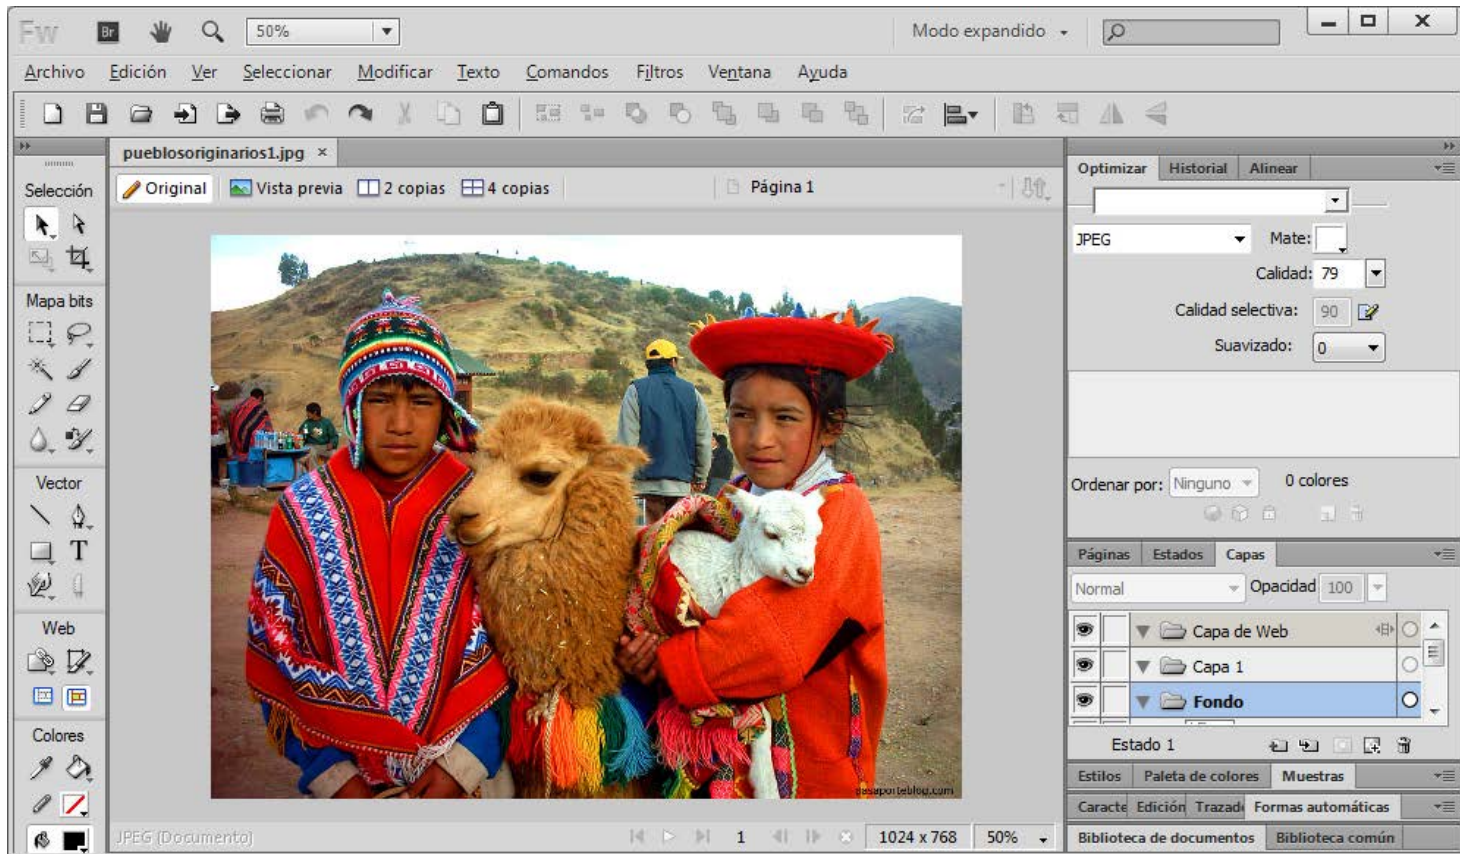 Fw Br 50% Modo expandido
Archivo Edición Ver Seleccionar Modificar Texto Comandos Filtros Ventana Ayuda
pueblosoriginarios1.jpg ×
Original Vista previa 2 copias 4 copias Página 1
Selección
Mapa bits
Vector
T
Web
Colores
pasaporteblog.com
JPEG (Documento) 1 1024 x 768 50%
Optimizar Historial Alinear
JPEG Mate:
Calidad: 79
Calidad selectiva: 90
Suavizado: 0
Ordenar por: Ninguno 0 colores
Páginas Estados Capas
Normal Opacidad 100
Capa de Web
Capa 1
Fondo
Estado 1
Estilos Paleta de colores Muestras
Caracte Edición Trazad Formas automáticas
Biblioteca de documentos Biblioteca común